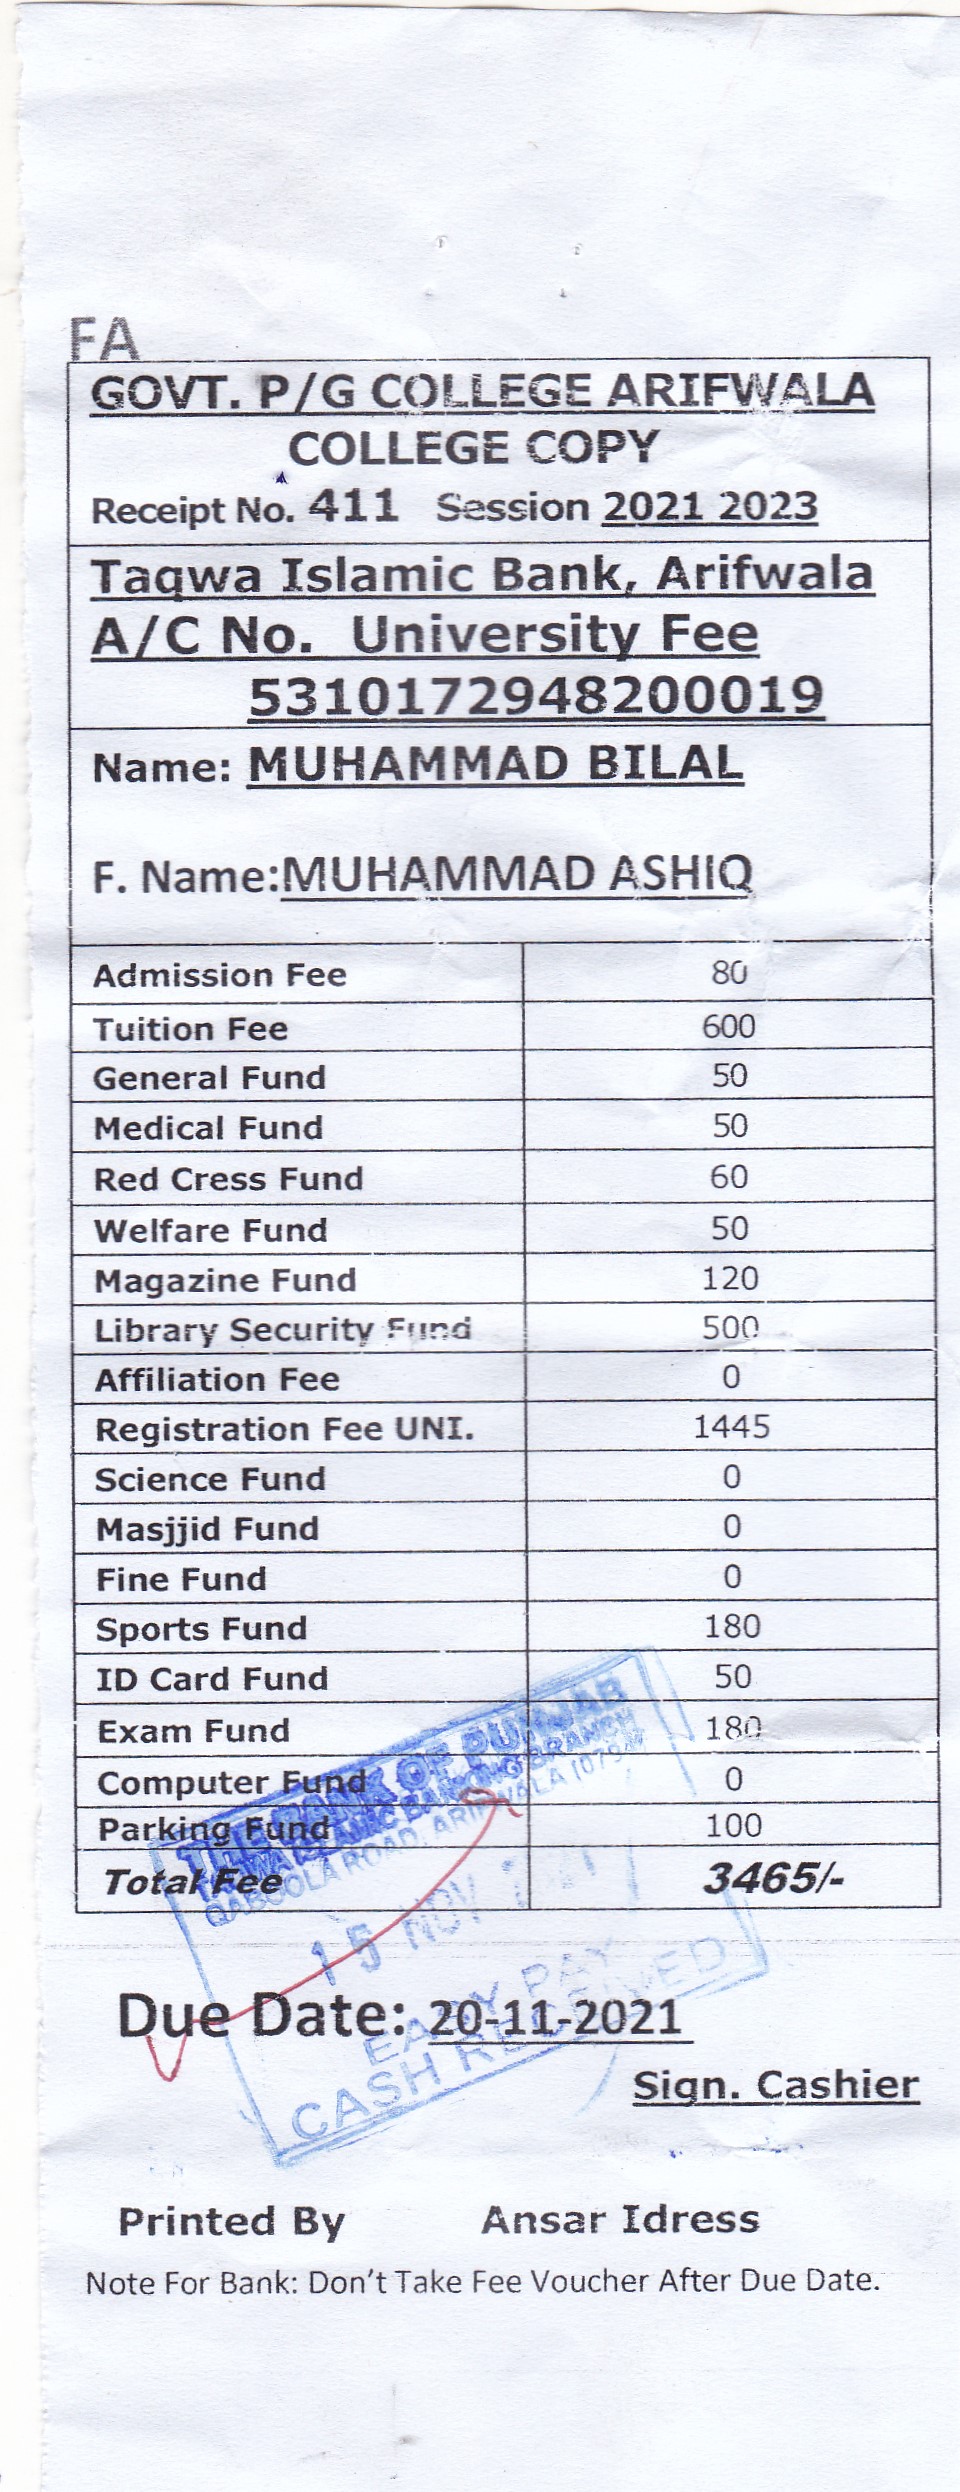 FA
GOVT. P/G COLLEGE ARIFWALA
COLLEGE COPY
Receipt No. 411 Session 2021 2023
Taqwa Islamic Bank, Arifwala
A/C No. University Fee
5310172948200019
Name: MUHAMMAD BILAL
F. Name:MUHAMMAD ASHIQ
Admission Fee 80
Tuition Fee 600
General Fund 50
Medical Fund 50
Red Cress Fund 60
Welfare Fund 50
Magazine Fund 120
Library Security Fund 500
Affiliation Fee 0
Registration Fee UNI. 1445
Science Fund 0
Masjjid Fund 0
Fine Fund 0
Sports Fund 180
ID Card Fund 50
Exam Fund 180
Computer Fund 0
Parking Fund 100
Total Fee 3465/-
THE BANK OF PUNJAB
TAQWA ISLAMIC BANKING BRANCH
QABOOLA ROAD, ARIFWALA
15 NOV
EASY PAY
CASH RECEIVED
Due Date: 20-11-2021
Sign. Cashier
Printed By Ansar Idress
Note For Bank: Don't Take Fee Voucher After Due Date.